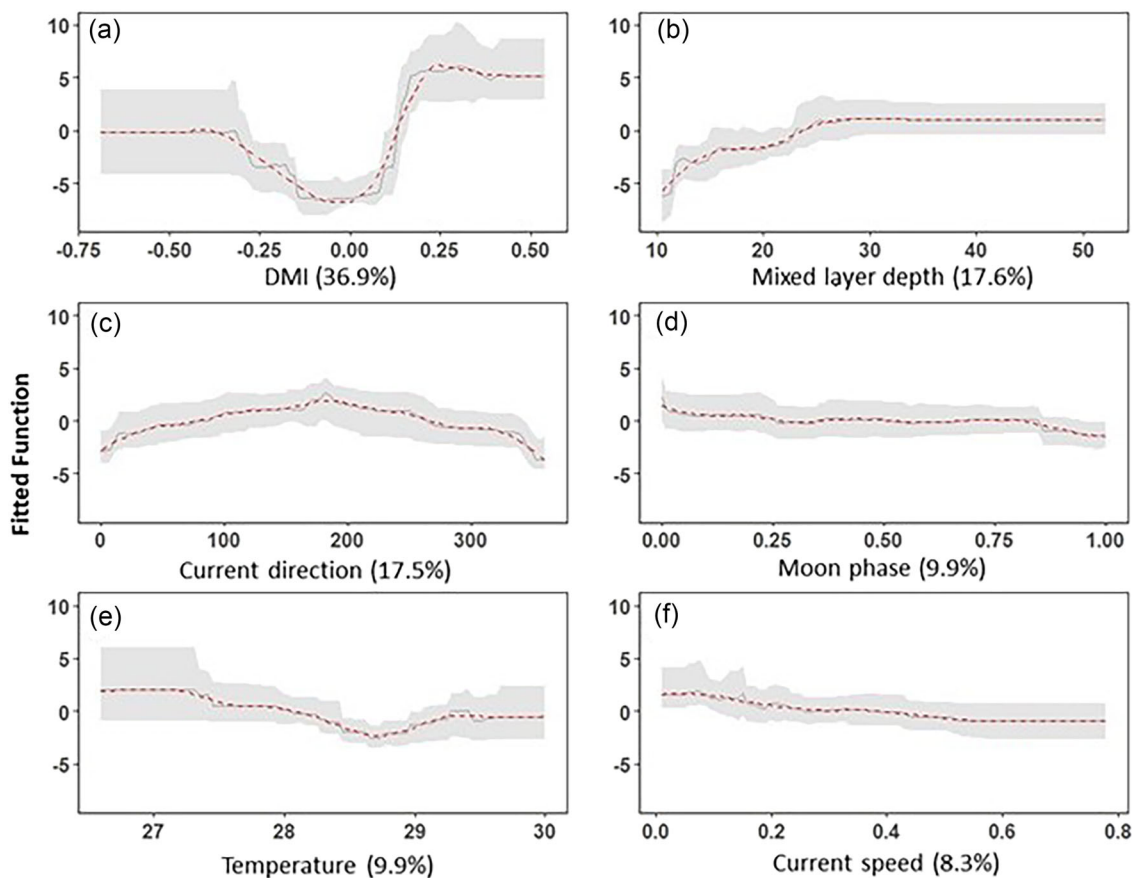 (a)
10
5
0
-5
-0.75 -0.50 -0.25 0.00 0.25 0.50
DMI (36.9%)
(b)
10
5
0
-5
10 20 30 40 50
Mixed layer depth (17.6%)
Fitted Function
(c)
10
5
0
-5
0 100 200 300
Current direction (17.5%)
(d)
10
5
0
-5
0.00 0.25 0.50 0.75 1.00
Moon phase (9.9%)
(e)
10
5
0
-5
27 28 29 30
Temperature (9.9%)
(f)
10
5
0
-5
0.0 0.2 0.4 0.6 0.8
Current speed (8.3%)